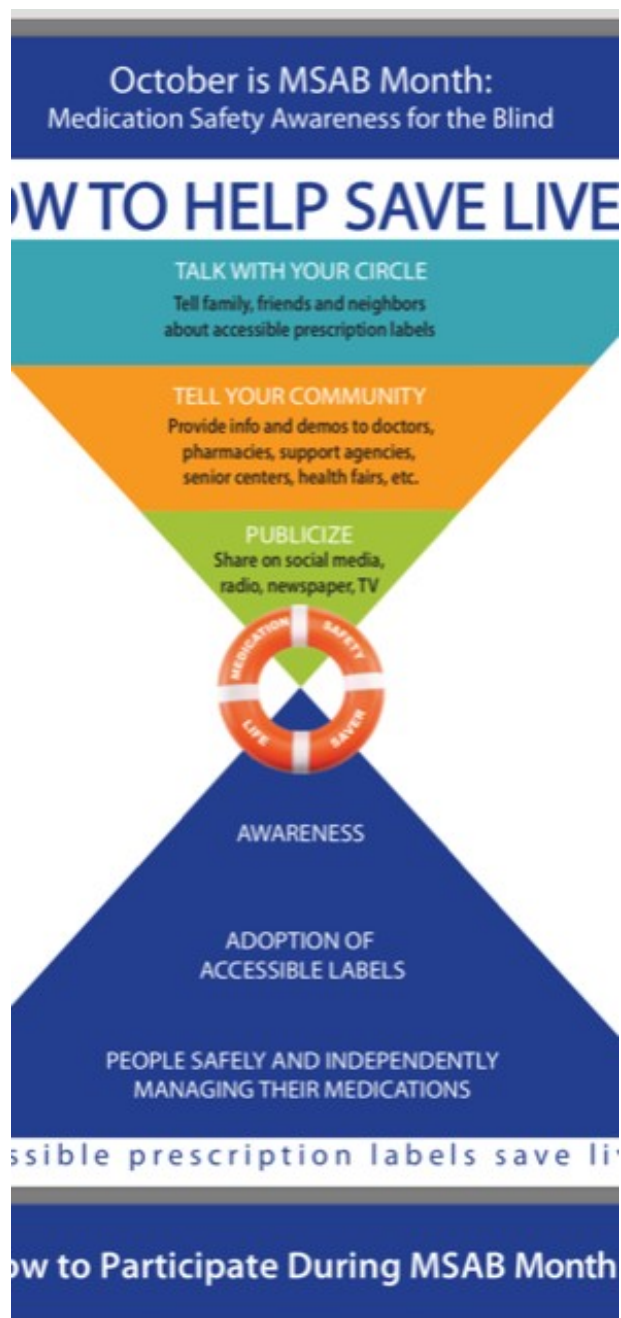 October is MSAB Month:
Medication Safety Awareness for the Blind
OW TO HELP SAVE LIVE
TALK WITH YOUR CIRCLE
Tell family, friends and neighbors
about accessible prescription labels
TELL YOUR COMMUNITY
Provide info and demos to doctors,
pharmacies, support agencies,
senior centers, health fairs, etc.
PUBLICIZE
Share on social media,
radio, newspaper, TV
MEDICATION SAFETY
LIFE SAVER
AWARENESS
ADOPTION OF
ACCESSIBLE LABELS
PEOPLE SAFELY AND INDEPENDENTLY
MANAGING THEIR MEDICATIONS
ssible prescription labels save li
ow to Participate During MSAB Month